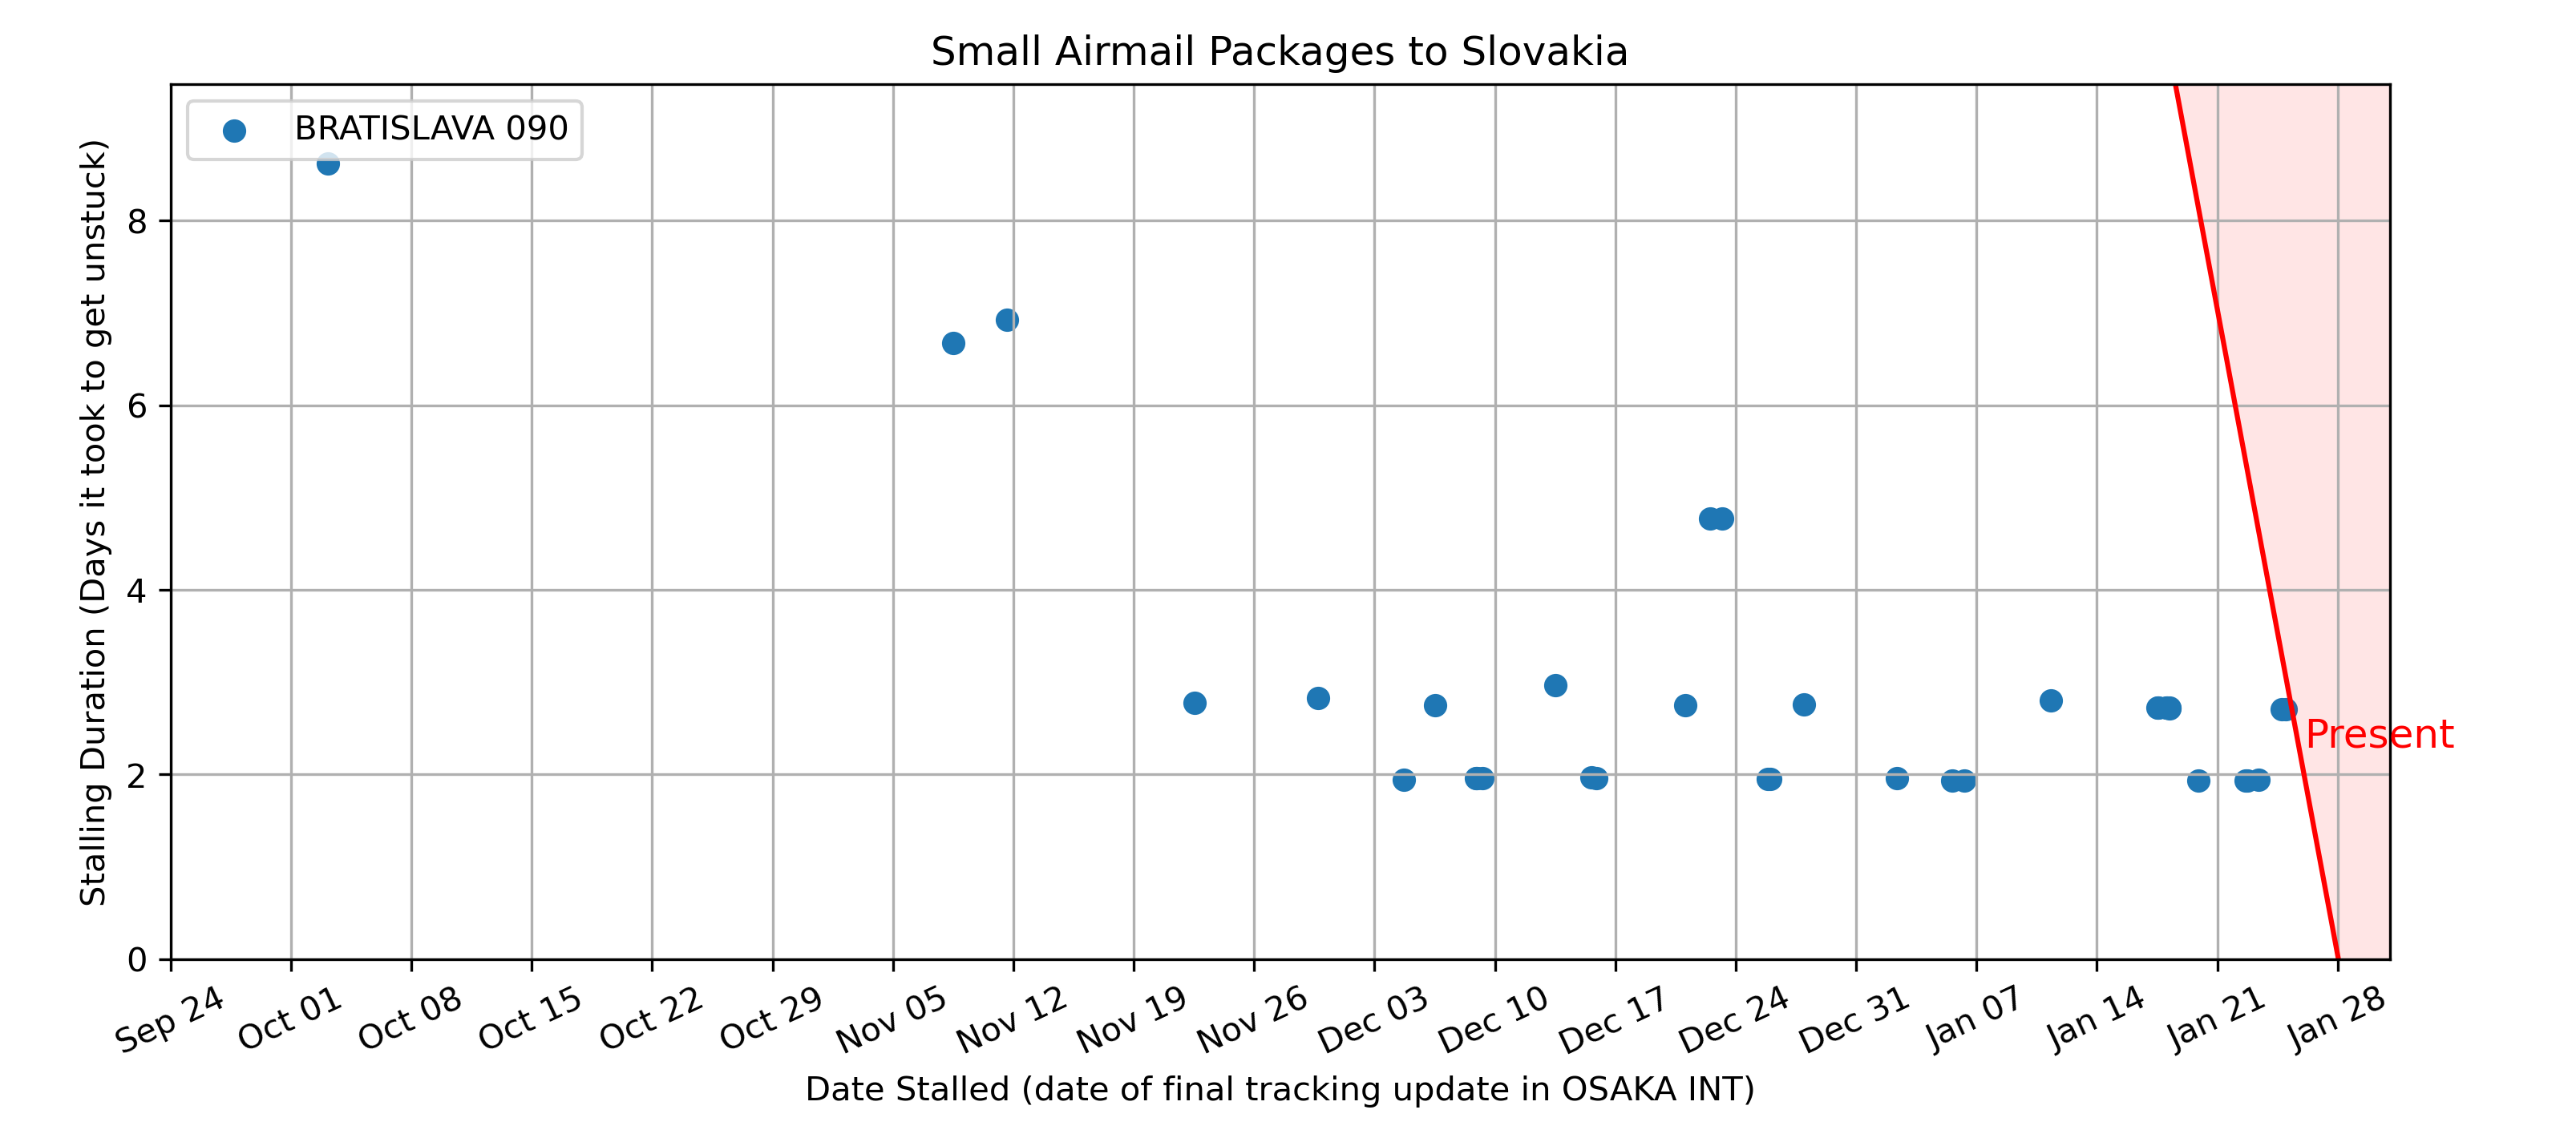 Small Airmail Packages to Slovakia
BRATISLAVA 090
Stalling Duration (Days it took to get unstuck)
8
6
4
2
0
Present
Sep 24 Oct 01 Oct 08 Oct 15 Oct 22 Oct 29 Nov 05 Nov 12 Nov 19 Nov 26 Dec 03 Dec 10 Dec 17 Dec 24 Dec 31 Jan 07 Jan 14 Jan 21 Jan 28
Date Stalled (date of final tracking update in OSAKA INT)